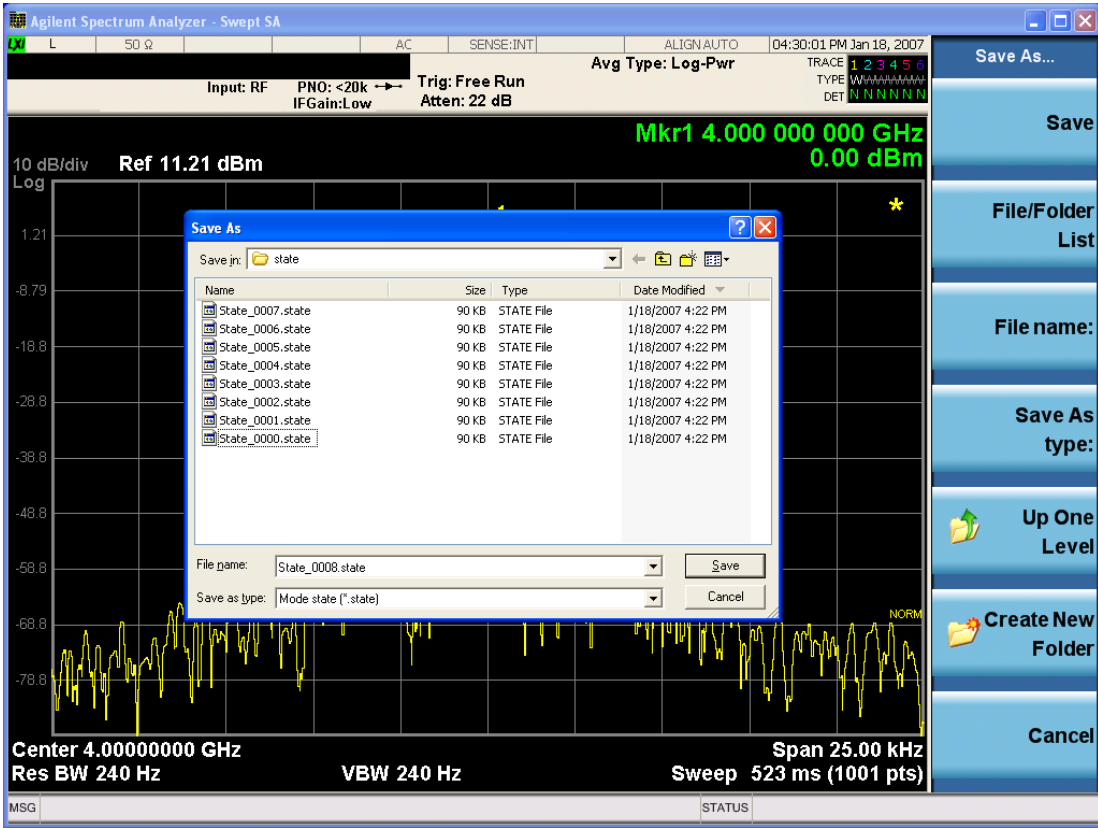 Agilent Spectrum Analyzer - Swept SA
LXI L 50 Ω AC SENSE:INT ALIGN AUTO 04:30:01 PM Jan 18, 2007
Avg Type: Log-Pwr TRACE 1 2 3 4 5 6
Input: RF PNO: <20k Trig: Free Run TYPE WWWWWW
IFGain:Low Atten: 22 dB DET N N N N N N
Mkr1 4.000 000 000 GHz
0.00 dBm
10 dB/div Ref 11.21 dBm
Log
1.21
-8.79
-18.8
-28.8
-38.8
-48.8
-58.8
-68.8
-78.8
1
*
Save As
Save in: state
Name Size Type Date Modified
State_0007.state 90 KB STATE File 1/18/2007 4:22 PM
State_0006.state 90 KB STATE File 1/18/2007 4:22 PM
State_0005.state 90 KB STATE File 1/18/2007 4:22 PM
State_0004.state 90 KB STATE File 1/18/2007 4:22 PM
State_0003.state 90 KB STATE File 1/18/2007 4:22 PM
State_0002.state 90 KB STATE File 1/18/2007 4:22 PM
State_0001.state 90 KB STATE File 1/18/2007 4:22 PM
State_0000.state 90 KB STATE File 1/18/2007 4:22 PM
File name: State_0008.state Save
Save as type: Mode state (*.state) Cancel
NORM
Center 4.00000000 GHz Span 25.00 kHz
Res BW 240 Hz VBW 240 Hz Sweep 523 ms (1001 pts)
MSG STATUS
Save As...
Save
File/Folder
List
File name:
Save As
type:
Up One
Level
Create New
Folder
Cancel